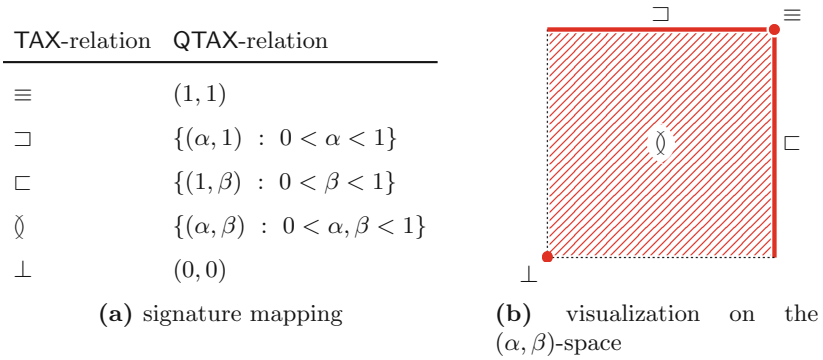 TAX-relation QTAX-relation
≡ (1, 1)
⊐ {(α, 1) : 0 < α < 1}
⊏ {(1, β) : 0 < β < 1}
≬ {(α, β) : 0 < α, β < 1}
⊥ (0, 0)
(a) signature mapping
⊐ ≡
≬ ⊏
⊥
(b) visualization on the
(α, β)-space